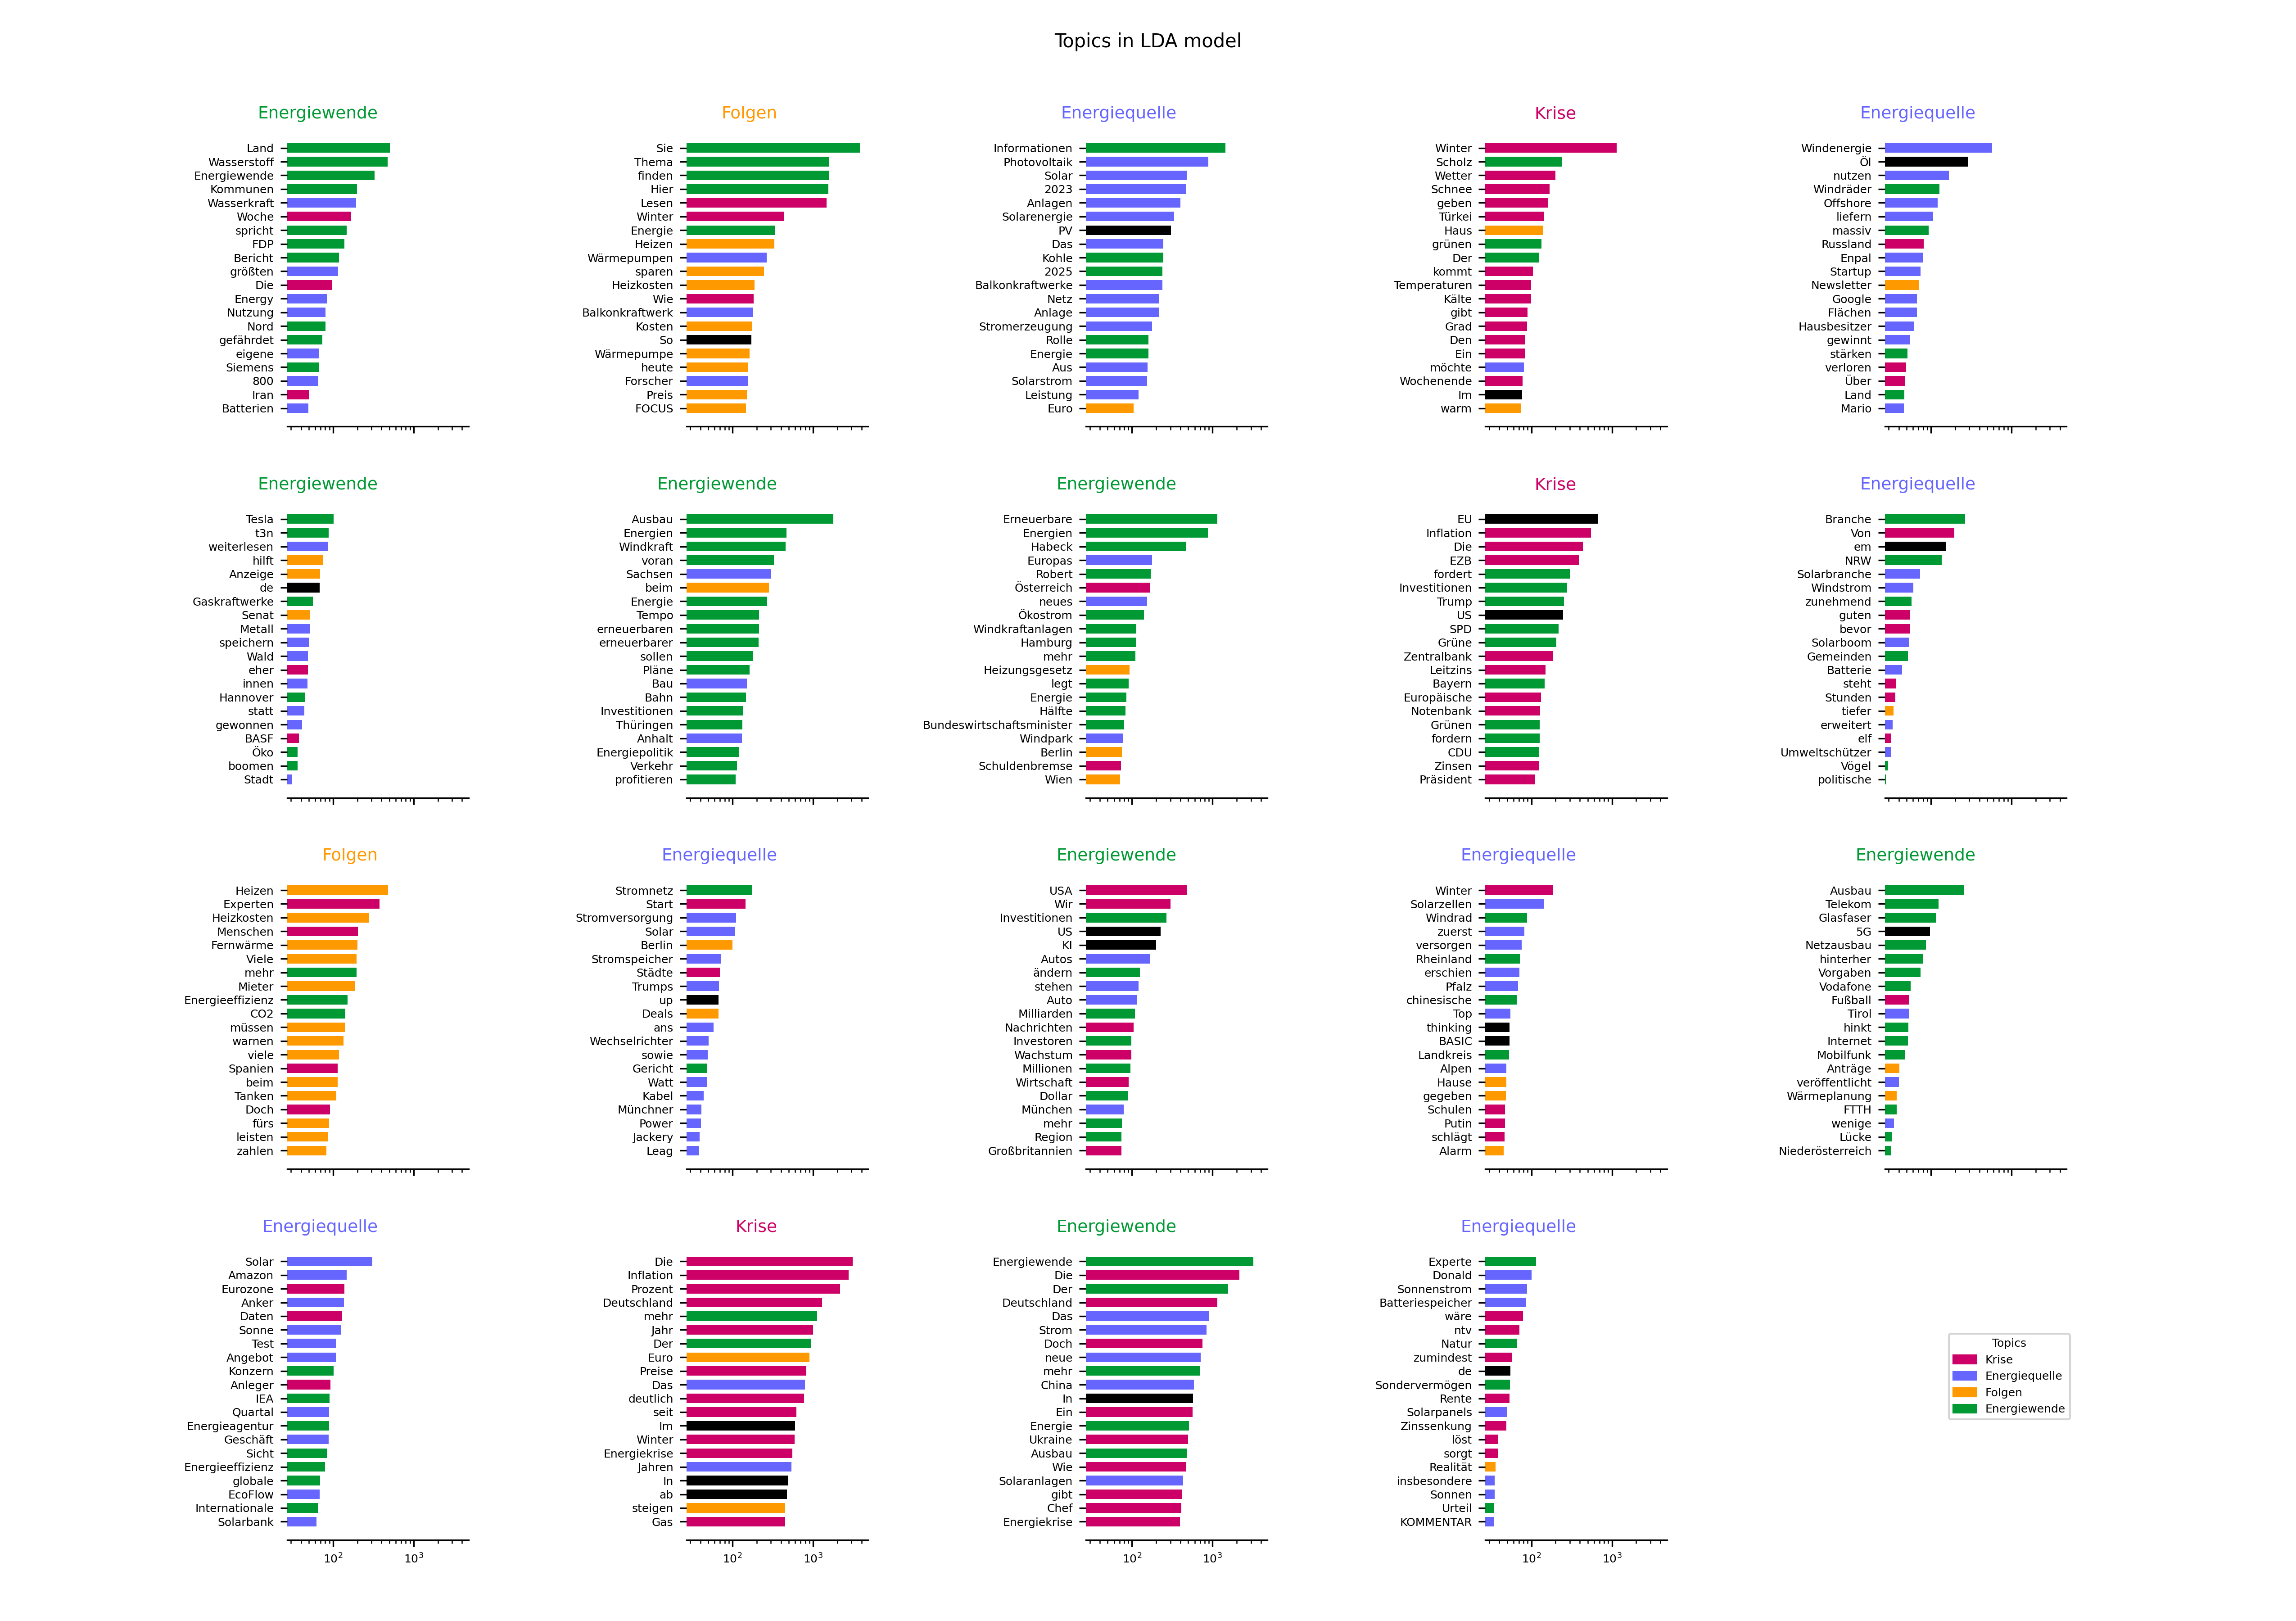 Topics in LDA model
Energiewende
Land
Wasserstoff
Energiewende
Kommunen
Wasserkraft
Woche
spricht
FDP
Bericht
größten
Die
Energy
Nutzung
Nord
gefährdet
eigene
Siemens
800
Iran
Batterien
Folgen
Sie
Thema
finden
Hier
Lesen
Winter
Energie
Heizen
Wärmepumpen
sparen
Heizkosten
Wie
Balkonkraftwerk
Kosten
So
Wärmepumpe
heute
Forscher
Preis
FOCUS
Energiequelle
Informationen
Photovoltaik
Solar
2023
Anlagen
Solarenergie
PV
Das
Kohle
2025
Balkonkraftwerke
Netz
Anlage
Stromerzeugung
Rolle
Energie
Aus
Solarstrom
Leistung
Euro
Krise
Winter
Scholz
Wetter
Schnee
geben
Türkei
Haus
grünen
Der
kommt
Temperaturen
Kälte
gibt
Grad
Den
Ein
möchte
Wochenende
Im
warm
Energiequelle
Windenergie
Öl
nutzen
Windräder
Offshore
liefern
massiv
Russland
Enpal
Startup
Newsletter
Google
Flächen
Hausbesitzer
gewinnt
stärken
verloren
Über
Land
Mario
Energiewende
Tesla
t3n
weiterlesen
hilft
Anzeige
de
Gaskraftwerke
Senat
Metall
speichern
Wald
eher
innen
Hannover
statt
gewonnen
BASF
Öko
boomen
Stadt
Energiewende
Ausbau
Energien
Windkraft
voran
Sachsen
beim
Energie
Tempo
erneuerbaren
erneuerbarer
sollen
Pläne
Bau
Bahn
Investitionen
Thüringen
Anhalt
Energiepolitik
Verkehr
profitieren
Energiewende
Erneuerbare
Energien
Habeck
Europas
Robert
Österreich
neues
Ökostrom
Windkraftanlagen
Hamburg
mehr
Heizungsgesetz
legt
Energie
Hälfte
Bundeswirtschaftsminister
Windpark
Berlin
Schuldenbremse
Wien
Krise
EU
Inflation
Die
EZB
fordert
Investitionen
Trump
US
SPD
Grüne
Zentralbank
Leitzins
Bayern
Europäische
Notenbank
Grünen
fordern
CDU
Zinsen
Präsident
Energiequelle
Branche
Von
em
NRW
Solarbranche
Windstrom
zunehmend
guten
bevor
Solarboom
Gemeinden
Batterie
steht
Stunden
tiefer
erweitert
elf
Umweltschützer
Vögel
politische
Folgen
Heizen
Experten
Heizkosten
Menschen
Fernwärme
Viele
mehr
Mieter
Energieeffizienz
CO2
müssen
warnen
viele
Spanien
beim
Tanken
Doch
fürs
leisten
zahlen
Energiequelle
Stromnetz
Start
Stromversorgung
Solar
Berlin
Stromspeicher
Städte
Trumps
up
Deals
ans
Wechselrichter
sowie
Gericht
Watt
Kabel
Münchner
Power
Jackery
Leag
Energiewende
USA
Wir
Investitionen
US
KI
Autos
ändern
stehen
Auto
Milliarden
Nachrichten
Investoren
Wachstum
Millionen
Wirtschaft
Dollar
München
mehr
Region
Großbritannien
Energiequelle
Winter
Solarzellen
Windrad
zuerst
versorgen
Rheinland
erschien
Pfalz
chinesische
Top
thinking
BASIC
Landkreis
Alpen
Hause
gegeben
Schulen
Putin
schlägt
Alarm
Energiewende
Ausbau
Telekom
Glasfaser
5G
Netzausbau
hinterher
Vorgaben
Vodafone
Fußball
Tirol
hinkt
Internet
Mobilfunk
Anträge
veröffentlicht
Wärmeplanung
FTTH
wenige
Lücke
Niederösterreich
Energiequelle
Solar
Amazon
Eurozone
Anker
Daten
Sonne
Test
Angebot
Konzern
Anleger
IEA
Quartal
Energieagentur
Geschäft
Sicht
Energieeffizienz
globale
EcoFlow
Internationale
Solarbank
10² 10³
Krise
Die
Inflation
Prozent
Deutschland
mehr
Jahr
Der
Euro
Preise
Das
deutlich
seit
Im
Winter
Energiekrise
Jahren
In
ab
steigen
Gas
10² 10³
Energiewende
Energiewende
Die
Der
Deutschland
Das
Strom
Doch
neue
mehr
China
In
Ein
Energie
Ukraine
Ausbau
Wie
Solaranlagen
gibt
Chef
Energiekrise
10² 10³
Energiequelle
Experte
Donald
Sonnenstrom
Batteriespeicher
wäre
ntv
Natur
zumindest
de
Sondervermögen
Rente
Solarpanels
Zinssenkung
löst
sorgt
Realität
insbesondere
Sonnen
Urteil
KOMMENTAR
10² 10³
Topics
Krise
Energiequelle
Folgen
Energiewende